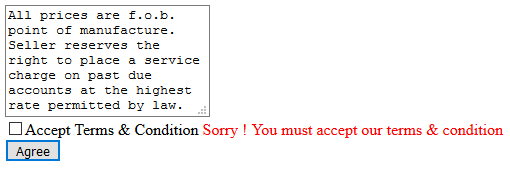 All prices are f.o.b.
point of manufacture.
Seller reserves the
right to place a service
charge on past due
accounts at the highest
rate permitted by law.
Accept Terms & Condition Sorry ! You must accept our terms & condition
Agree